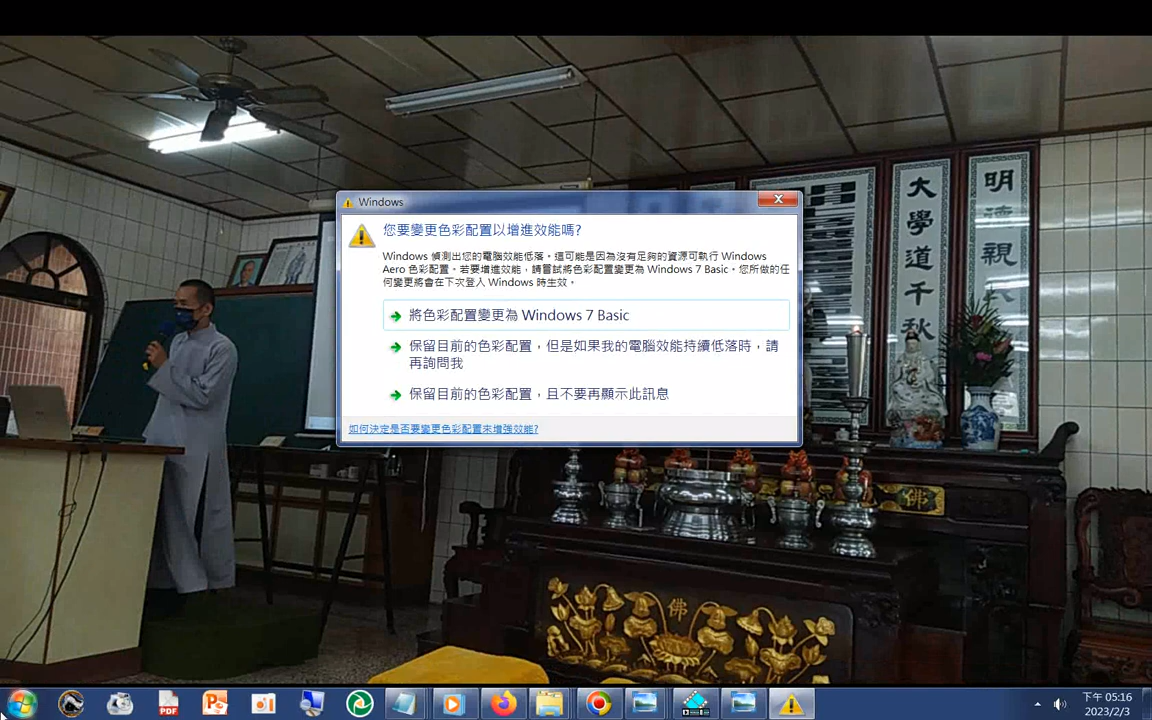 Windows
您要變更色彩配置以增進效能嗎?
Windows 偵測出您的電腦效能低落。這可能是因為沒有足夠的資源可執行 Windows
Aero 色彩配置。若要增進效能，請嘗試將色彩配置變更為 Windows 7 Basic。您所做的任
何變更將會在下次登入 Windows 時生效。
將色彩配置變更為 Windows 7 Basic
保留目前的色彩配置，但是如果我的電腦效能持續低落時，請
再詢問我
保留目前的色彩配置，且不要再顯示此訊息
如何決定是否要變更色彩配置來增強效能?
大學道千秋
明德親
佛
佛
PDF
下午 05:16
2023/2/3